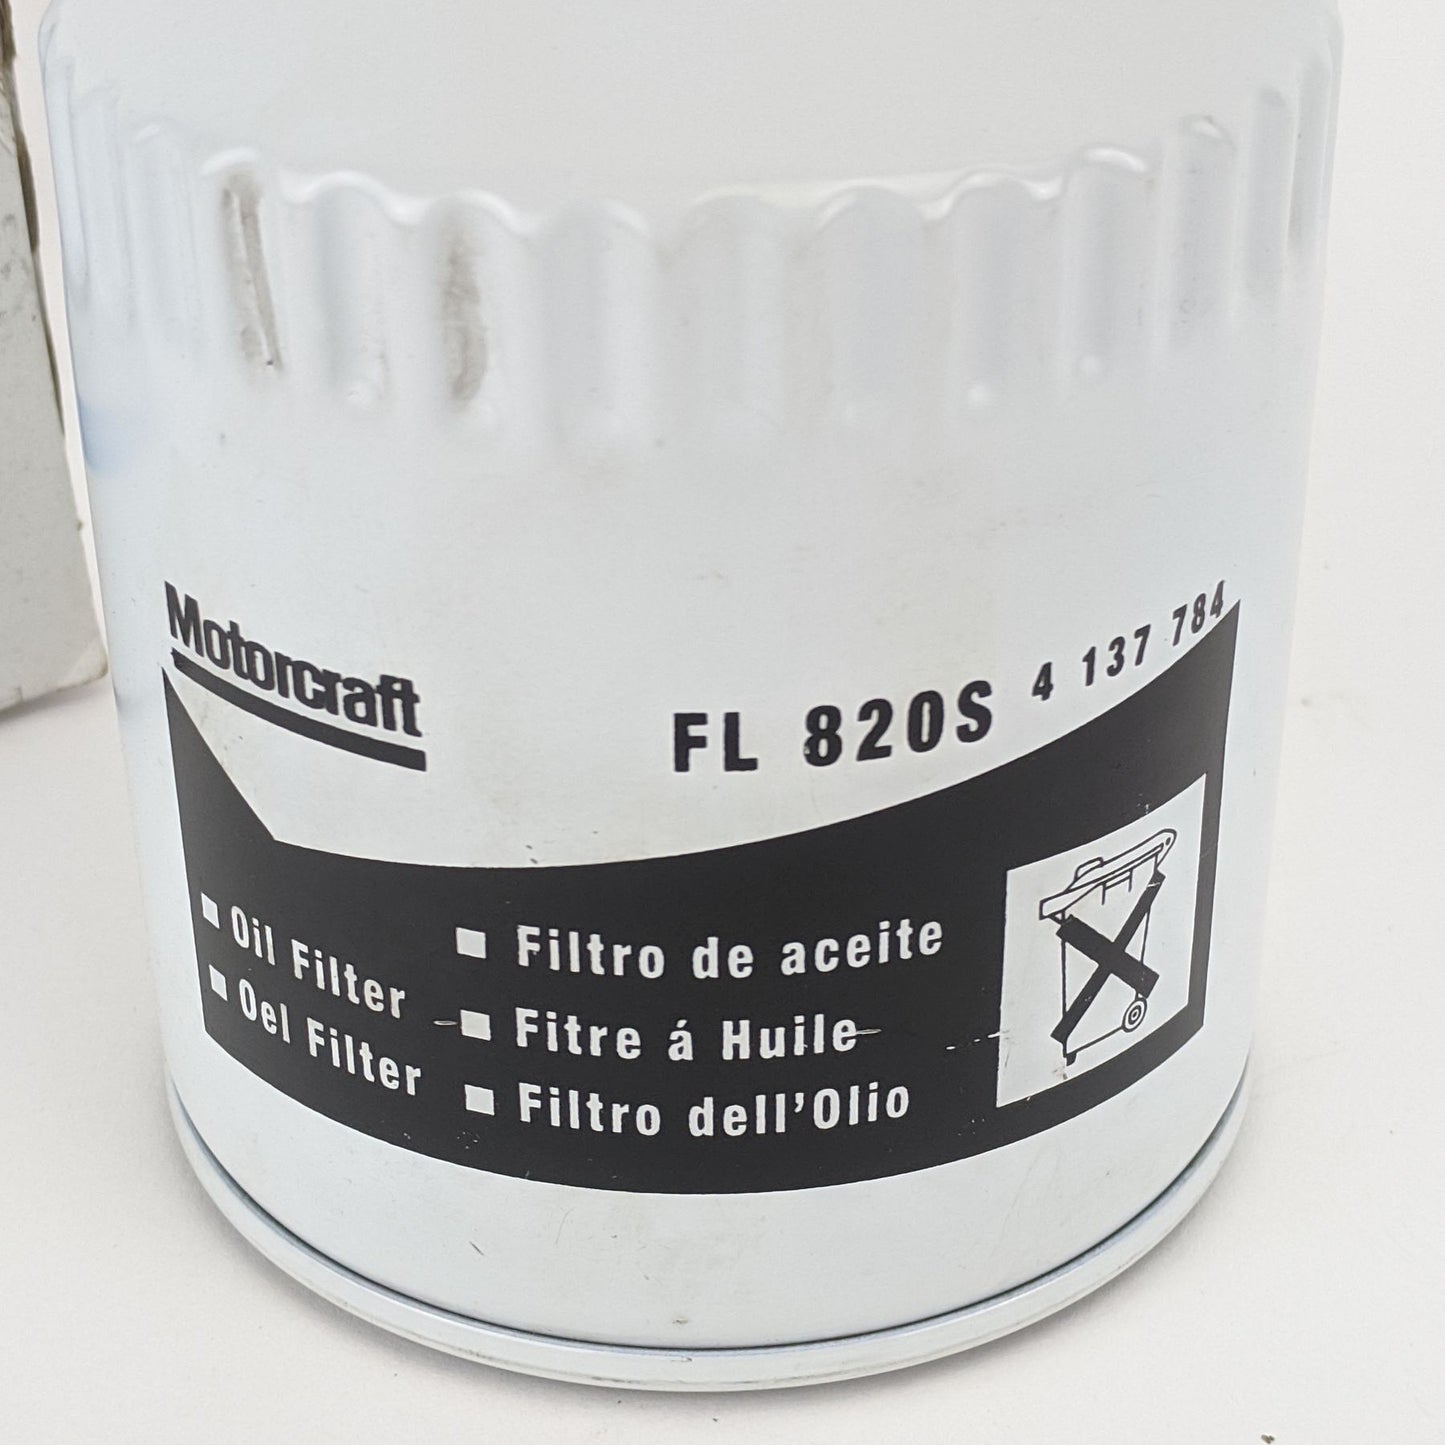 Motorcraft
FL 820S 4 137 784
Oil Filter
Oel Filter
Filtro de aceite
Fitre á Huile
Filtro dell'Olio